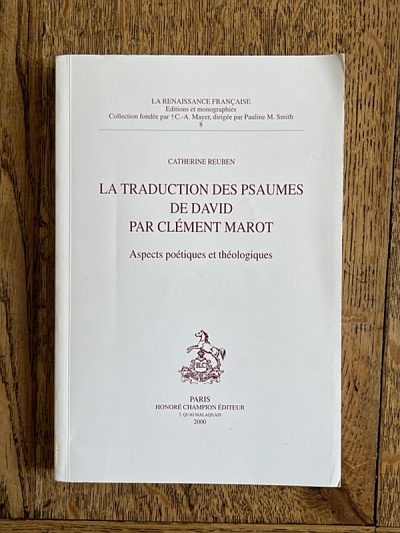 LA RENAISSANCE FRANÇAISE
Editions et monographies
Collection fondée par † C.-A. Mayer, dirigée par Pauline M. Smith
8
CATHERINE REUBEN
LA TRADUCTION DES PSAUMES
DE DAVID
PAR CLÉMENT MAROT
Aspects poétiques et théologiques
PARIS
HONORÉ CHAMPION ÉDITEUR
7, QUAI MALAQUAIS
2000